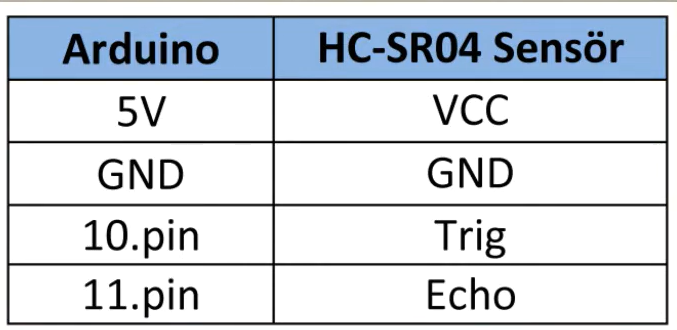 Arduino HC-SR04 Sensör
5V VCC
GND GND
10.pin Trig
11.pin Echo